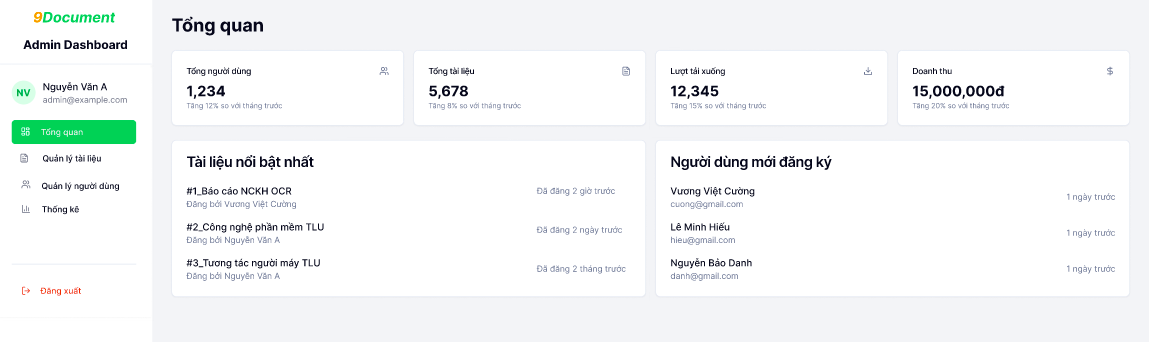 9Document
Admin Dashboard
NV
Nguyễn Văn A
admin@example.com
Tổng quan
Quản lý tài liệu
Quản lý người dùng
Thống kê
Đăng xuất
Tổng quan
Tổng người dùng
1,234
Tăng 12% so với tháng trước
Tổng tài liệu
5,678
Tăng 8% so với tháng trước
Lượt tải xuống
12,345
Tăng 15% so với tháng trước
Doanh thu
$
15,000,000đ
Tăng 20% so với tháng trước
Tài liệu nổi bật nhất
#1_Báo cáo NCKH OCR
Đăng bởi Vương Việt Cường
Đã đăng 2 giờ trước
#2_Công nghệ phần mềm TLU
Đăng bởi Nguyễn Văn A
Đã đăng 2 ngày trước
#3_Tương tác người máy TLU
Đăng bởi Nguyễn Văn A
Đã đăng 2 tháng trước
Người dùng mới đăng ký
Vương Việt Cường
cuong@gmail.com
1 ngày trước
Lê Minh Hiếu
hieu@gmail.com
1 ngày trước
Nguyễn Bảo Danh
danh@gmail.com
1 ngày trước